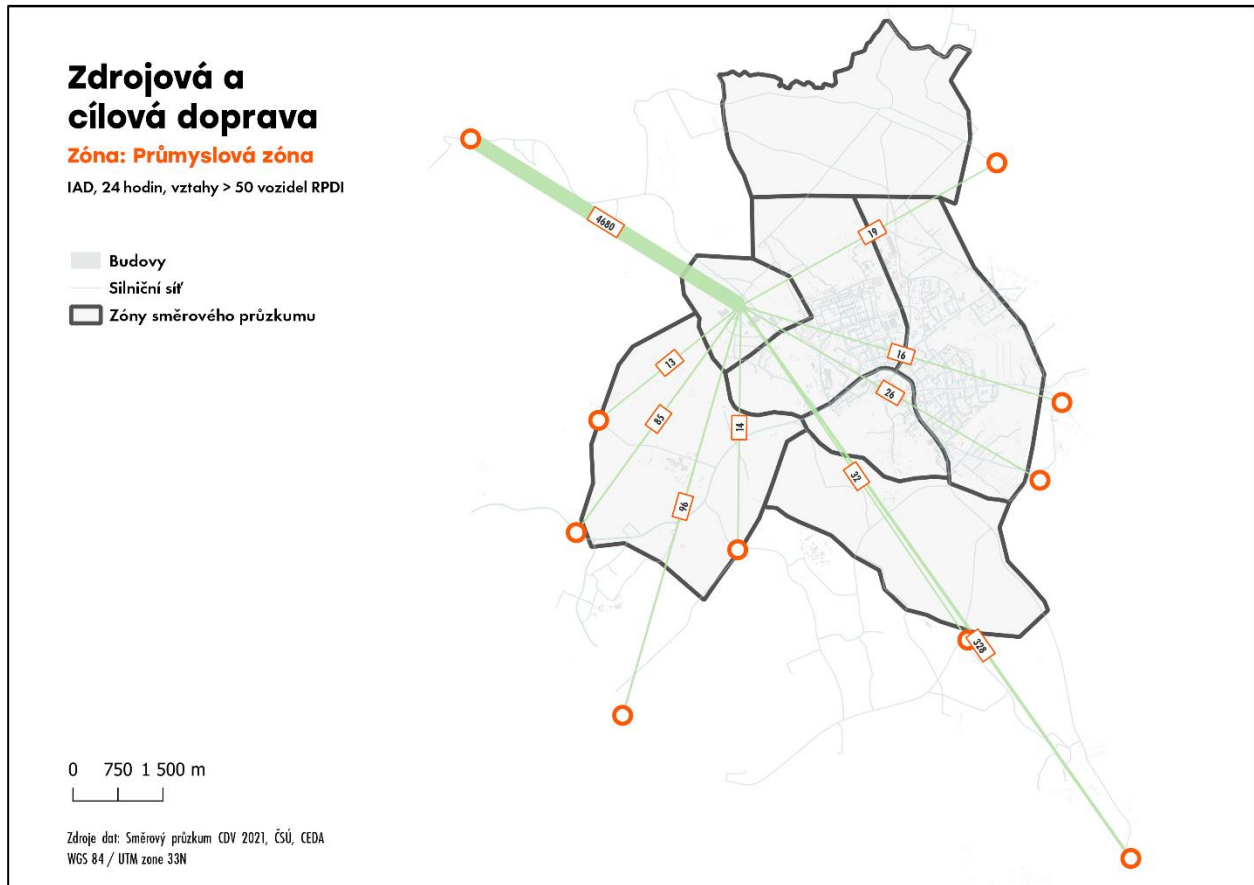 Zdrojová a
cílová doprava
Zóna: Průmyslová zóna
IAD, 24 hodin, vztahy > 50 vozidel RPDI
Budovy
Silniční síť
Zóny směrového průzkumu
4680
19
13
16
26
85
14
32
96
328
0 750 1 500 m
Zdroje dat: Směrový průzkum CDV 2021, ČSÚ, CEDA
WGS 84 / UTM zone 33N